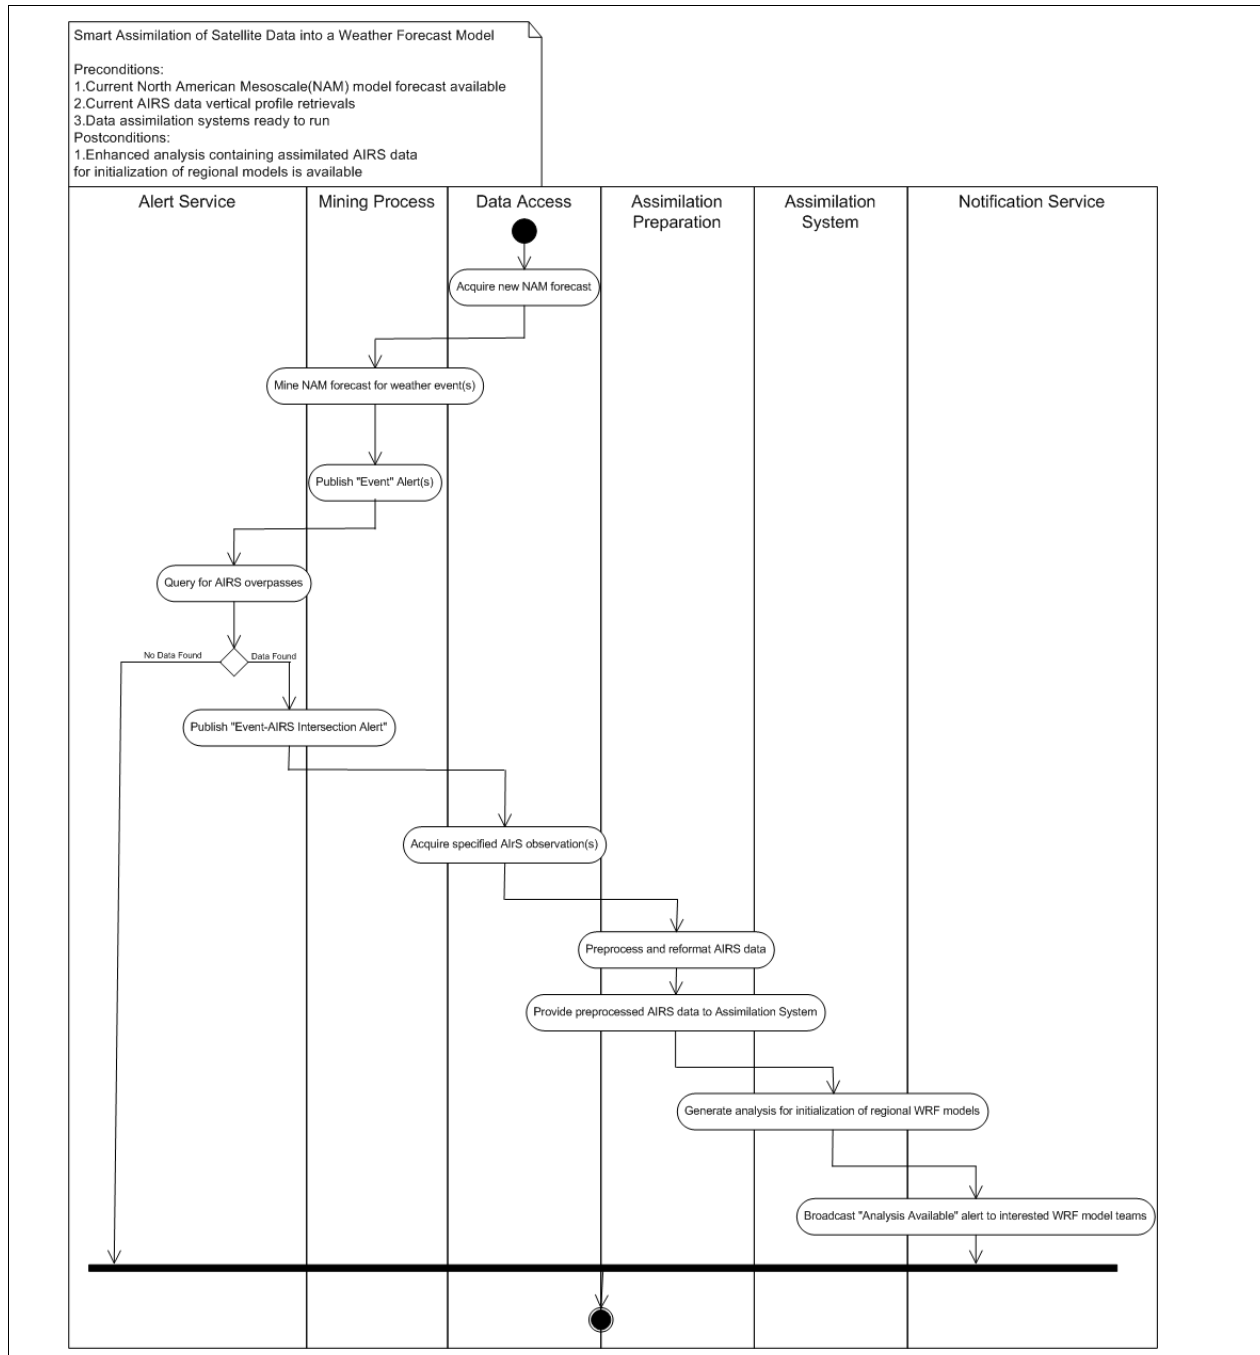 Smart Assimilation of Satellite Data into a Weather Forecast Model
Preconditions:
1.Current North American Mesoscale(NAM) model forecast available
2.Current AIRS data vertical profile retrievals
3.Data assimilation systems ready to run
Postconditions:
1.Enhanced analysis containing assimilated AIRS data
for initialization of regional models is available
Alert Service
Mining Process
Data Access
Assimilation
Preparation
Assimilation
System
Notification Service
Acquire new NAM forecast
Mine NAM forecast for weather event(s)
Publish "Event" Alert(s)
Query for AIRS overpasses
No Data Found
Data Found
Publish "Event-AIRS Intersection Alert"
Acquire specified AIrS observation(s)
Preprocess and reformat AIRS data
Provide preprocessed AIRS data to Assimilation System
Generate analysis for initialization of regional WRF models
Broadcast "Analysis Available" alert to interested WRF model teams